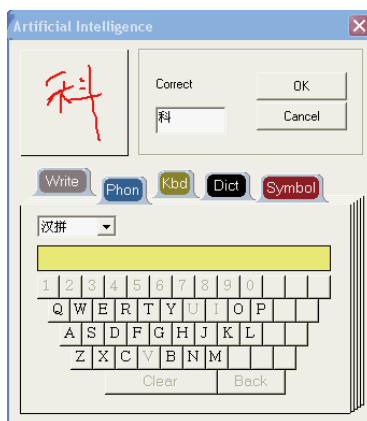 Artificial Intelligence
科
Correct
科
OK
Cancel
Write Phon Kbd Dict Symbol
汉拼
1 2 3 4 5 6 7 8 9 0
Q W E R T Y U I O P
A S D F G H J K L
Z X C V B N M
Clear Back